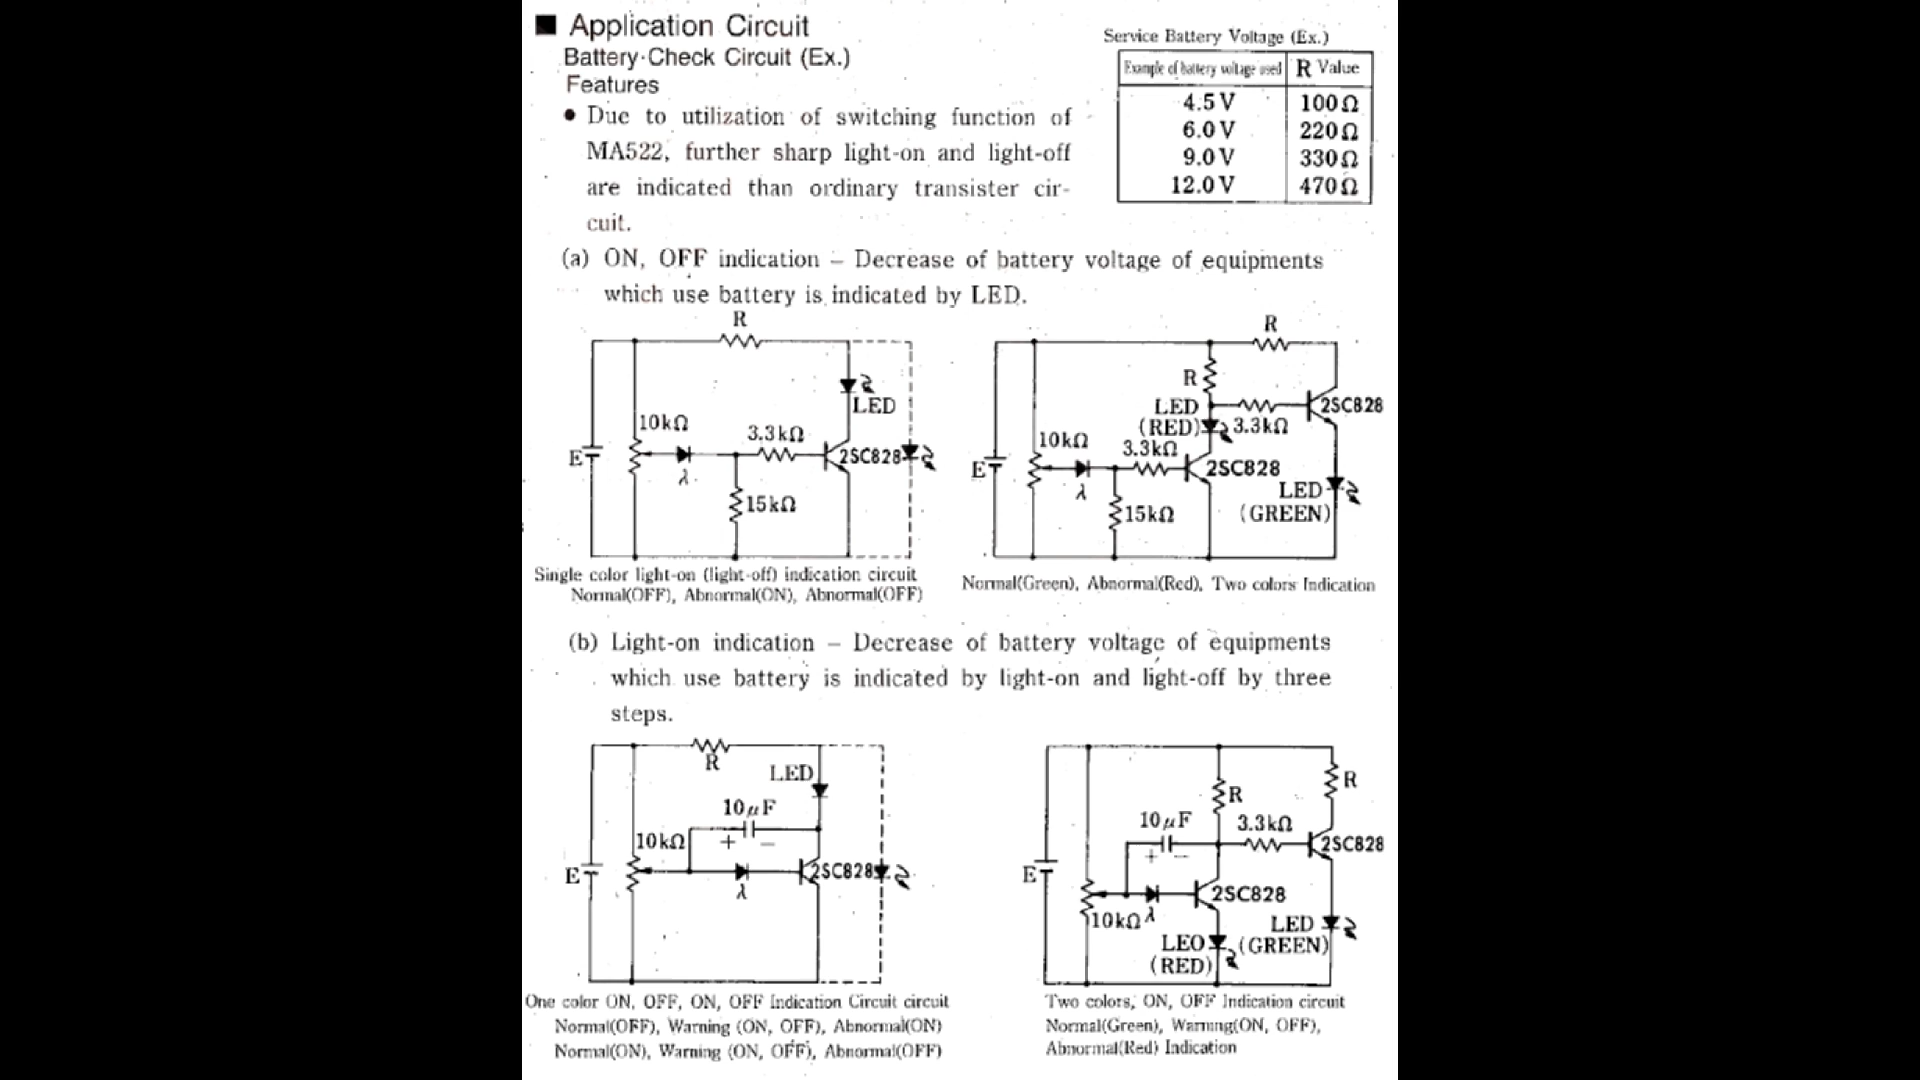 ■ Application Circuit
Battery·Check Circuit (Ex.)
Features
● Due to utilization of switching function of
MA522, further sharp light-on and light-off
are indicated than ordinary transister cir-
cuit.
Service Battery Voltage (Ex.)
Example of battery voltage used R Value
4.5 V 100Ω
6.0 V 220Ω
9.0 V 330Ω
12.0 V 470Ω
(a) ON, OFF indication – Decrease of battery voltage of equipments
which use battery is indicated by LED.
R
LED
10kΩ
3.3kΩ
E
2SC828
λ
15kΩ
Single color light-on (light-off) indication circuit
Normal(OFF), Abnormal(ON), Abnormal(OFF)
R
R
LED
(RED)
2SC828
3.3kΩ
10kΩ
3.3kΩ
E
2SC828
λ
LED
(GREEN)
15kΩ
Normal(Green), Abnormal(Red), Two colors Indication
(b) Light-on indication – Decrease of battery voltage of equipments
which use battery is indicated by light-on and light-off by three
steps.
R
LED
10μF
+ −
10kΩ
E
2SC828
λ
One color ON, OFF, ON, OFF Indication Circuit circuit
Normal(OFF), Warning (ON, OFF), Abnormal(ON)
Normal(ON), Warning (ON, OFF), Abnormal(OFF)
R
R
10μF
+ −
3.3kΩ
2SC828
E
2SC828
10kΩ
λ
LEO
(RED)
LED
(GREEN)
Two colors, ON, OFF Indication circuit
Normal(Green), Warning(ON, OFF),
Abnormal(Red) Indication